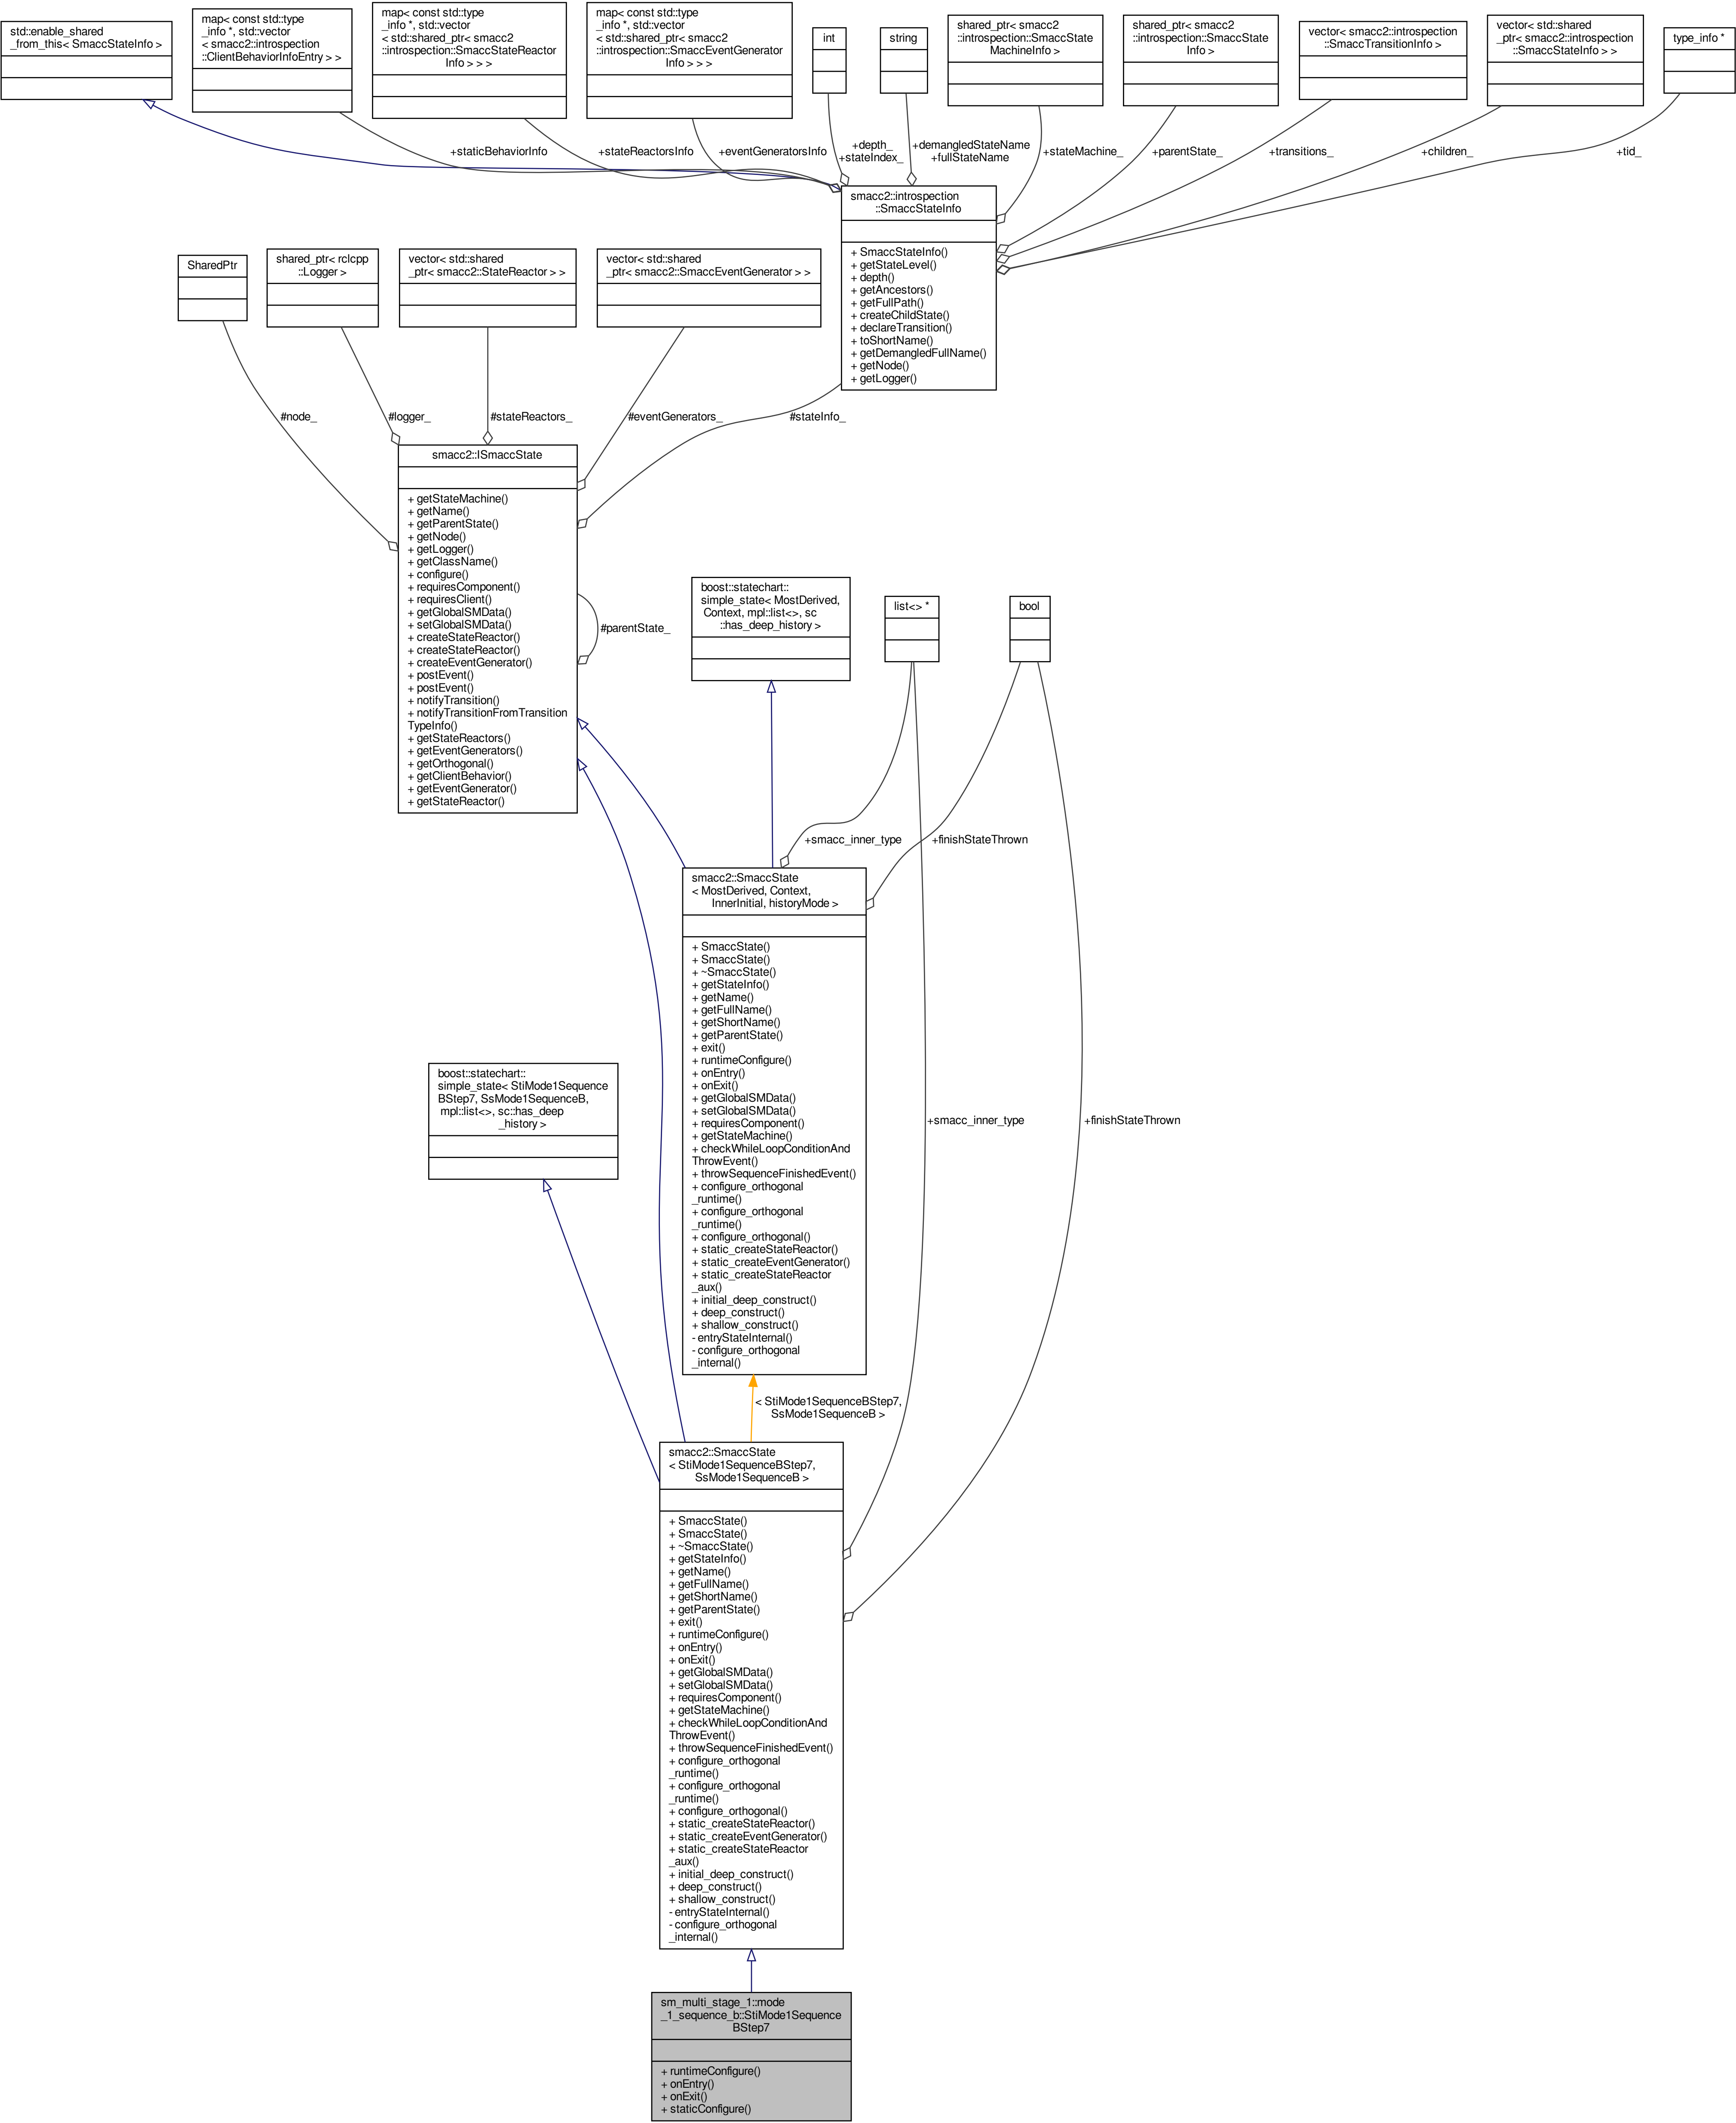 std::enable_shared
_from_this< SmaccStateInfo >
map< const std::type
_info *, std::vector
< smacc2::introspection
::ClientBehaviorInfoEntry > >
map< const std::type
_info *, std::vector
< std::shared_ptr< smacc2
::introspection::SmaccStateReactor
Info > > >
map< const std::type
_info *, std::vector
< std::shared_ptr< smacc2
::introspection::SmaccEventGenerator
Info > > >
int
string
shared_ptr< smacc2
::introspection::SmaccState
MachineInfo >
shared_ptr< smacc2
::introspection::SmaccState
Info >
vector< smacc2::introspection
::SmaccTransitionInfo >
vector< std::shared
_ptr< smacc2::introspection
::SmaccStateInfo > >
type_info *
+staticBehaviorInfo
+stateReactorsInfo
+eventGeneratorsInfo
+depth_
+stateIndex_
+demangledStateName
+fullStateName
+stateMachine_
+parentState_
+transitions_
+children_
+tid_
smacc2::introspection
::SmaccStateInfo
+ SmaccStateInfo()
+ getStateLevel()
+ depth()
+ getAncestors()
+ getFullPath()
+ createChildState()
+ declareTransition()
+ toShortName()
+ getDemangledFullName()
+ getNode()
+ getLogger()
SharedPtr
shared_ptr< rclcpp
::Logger >
vector< std::shared
_ptr< smacc2::StateReactor > >
vector< std::shared
_ptr< smacc2::SmaccEventGenerator > >
#node_
#logger_
#stateReactors_
#eventGenerators_
#stateInfo_
smacc2::ISmaccState
+ getStateMachine()
+ getName()
+ getParentState()
+ getNode()
+ getLogger()
+ getClassName()
+ configure()
+ requiresComponent()
+ requiresClient()
+ getGlobalSMData()
+ setGlobalSMData()
+ createStateReactor()
+ createStateReactor()
+ createEventGenerator()
+ postEvent()
+ postEvent()
+ notifyTransition()
+ notifyTransitionFromTransition
TypeInfo()
+ getStateReactors()
+ getEventGenerators()
+ getOrthogonal()
+ getClientBehavior()
+ getEventGenerator()
+ getStateReactor()
#parentState_
boost::statechart::
simple_state< MostDerived,
Context, mpl::list<>, sc
::has_deep_history >
list<> *
bool
+smacc_inner_type
+finishStateThrown
smacc2::SmaccState
< MostDerived, Context,
InnerInitial, historyMode >
+ SmaccState()
+ SmaccState()
+ ~SmaccState()
+ getStateInfo()
+ getName()
+ getFullName()
+ getShortName()
+ getParentState()
+ exit()
+ runtimeConfigure()
+ onEntry()
+ onExit()
+ getGlobalSMData()
+ setGlobalSMData()
+ requiresComponent()
+ getStateMachine()
+ checkWhileLoopConditionAnd
ThrowEvent()
+ throwSequenceFinishedEvent()
+ configure_orthogonal
_runtime()
+ configure_orthogonal
_runtime()
+ configure_orthogonal()
+ static_createStateReactor()
+ static_createEventGenerator()
+ static_createStateReactor
_aux()
+ initial_deep_construct()
+ deep_construct()
+ shallow_construct()
- entryStateInternal()
- configure_orthogonal
_internal()
boost::statechart::
simple_state< StiMode1Sequence
BStep7, SsMode1SequenceB,
mpl::list<>, sc::has_deep
_history >
+smacc_inner_type
+finishStateThrown
< StiMode1SequenceBStep7,
SsMode1SequenceB >
smacc2::SmaccState
< StiMode1SequenceBStep7,
SsMode1SequenceB >
+ SmaccState()
+ SmaccState()
+ ~SmaccState()
+ getStateInfo()
+ getName()
+ getFullName()
+ getShortName()
+ getParentState()
+ exit()
+ runtimeConfigure()
+ onEntry()
+ onExit()
+ getGlobalSMData()
+ setGlobalSMData()
+ requiresComponent()
+ getStateMachine()
+ checkWhileLoopConditionAnd
ThrowEvent()
+ throwSequenceFinishedEvent()
+ configure_orthogonal
_runtime()
+ configure_orthogonal
_runtime()
+ configure_orthogonal()
+ static_createStateReactor()
+ static_createEventGenerator()
+ static_createStateReactor
_aux()
+ initial_deep_construct()
+ deep_construct()
+ shallow_construct()
- entryStateInternal()
- configure_orthogonal
_internal()
sm_multi_stage_1::mode
_1_sequence_b::StiMode1Sequence
BStep7
+ runtimeConfigure()
+ onEntry()
+ onExit()
+ staticConfigure()